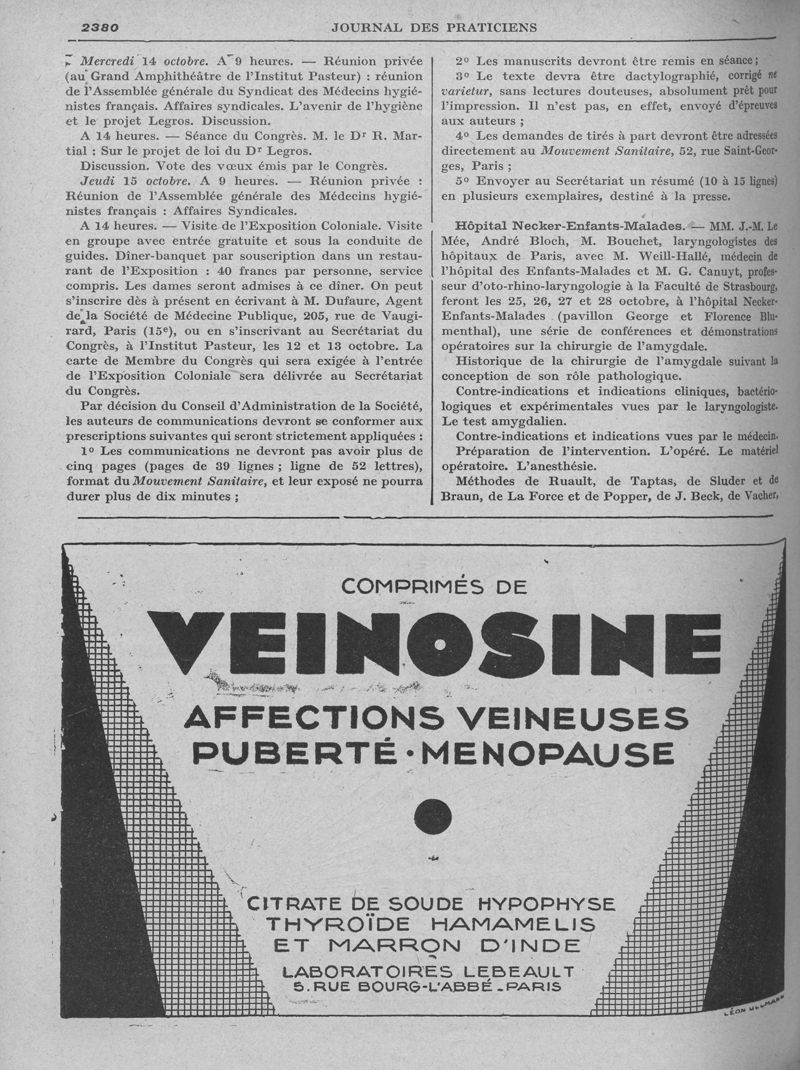 2380
JOURNAL DES PRATICIENS
Mercredi 14 octobre. A 9 heures. — Réunion privée
(au Grand Amphithéâtre de l'Institut Pasteur) : réunion
de l'Assemblée générale du Syndicat des Médecins hygié-
nistes français. Affaires syndicales. L'avenir de l'hygiène
et le projet Legros. Discussion.
A 14 heures. — Séance du Congrès. M. le Dr R. Mar-
tial : Sur le projet de loi du Dr Legros.
Discussion. Vote des vœux émis par le Congrès.
Jeudi 15 octobre. A 9 heures. — Réunion privée :
Réunion de l'Assemblée générale des Médecins hygié-
nistes français : Affaires Syndicales.
A 14 heures. — Visite de l'Exposition Coloniale. Visite
en groupe avec entrée gratuite et sous la conduite de
guides. Dîner-banquet par souscription dans un restau-
rant de l'Exposition : 40 francs par personne, service
compris. Les dames seront admises à ce dîner. On peut
s'inscrire dès à présent en écrivant à M. Dufaure, Agent
de la Société de Médecine Publique, 205, rue de Vaugi-
rard, Paris (15e), ou en s'inscrivant au Secrétariat du
Congrès, à l'Institut Pasteur, les 12 et 13 octobre. La
carte de Membre du Congrès qui sera exigée à l'entrée
de l'Exposition Coloniale sera délivrée au Secrétariat
du Congrès.
Par décision du Conseil d'Administration de la Société,
les auteurs de communications devront se conformer aux
prescriptions suivantes qui seront strictement appliquées :
1o Les communications ne devront pas avoir plus de
cinq pages (pages de 39 lignes ; ligne de 52 lettres),
format du Mouvement Sanitaire, et leur exposé ne pourra
durer plus de dix minutes ;
2o Les manuscrits devront être remis en séance ;
3o Le texte devra être dactylographié, corrigé ne
varietur, sans lectures douteuses, absolument prêt pour
l'impression. Il n'est pas, en effet, envoyé d'épreuves
aux auteurs ;
4o Les demandes de tirés à part devront être adressées
directement au Mouvement Sanitaire, 52, rue Saint-Geor-
ges, Paris ;
5o Envoyer au Secrétariat un résumé (10 à 15 lignes)
en plusieurs exemplaires, destiné à la presse.
Hôpital Necker-Enfants-Malades. — MM. J.-M. Le
Mée, André Bloch, M. Bouchet, laryngologistes des
hôpitaux de Paris, avec M. Weill-Hallé, médecin de
l'hôpital des Enfants-Malades et M. G. Canuyt, profes-
seur d'oto-rhino-laryngologie à la Faculté de Strasbourg,
feront les 25, 26, 27 et 28 octobre, à l'hôpital Necker-
Enfants-Malades (pavillon George et Florence Blu-
menthal), une série de conférences et démonstrations
opératoires sur la chirurgie de l'amygdale.
Historique de la chirurgie de l'amygdale suivant la
conception de son rôle pathologique.
Contre-indications et indications cliniques, bactério-
logiques et expérimentales vues par le laryngologiste.
Le test amygdalien.
Contre-indications et indications vues par le médecin.
Préparation de l'intervention. L'opéré. Le matériel
opératoire. L'anesthésie.
Méthodes de Ruault, de Taptas, de Sluder et de
Braun, de La Force et de Popper, de J. Beck, de Vacher,
COMPRIMÉS DE
VEINOSINE
AFFECTIONS VEINEUSES
PUBERTÉ · MENOPAUSE
CITRATE DE SOUDE HYPOPHYSE
THYROÏDE HAMAMELIS
ET MARRON D'INDE
LABORATOIRES LEBEAULT
5. RUE BOURG-L'ABBÉ - PARIS
LÉON ULLMANN